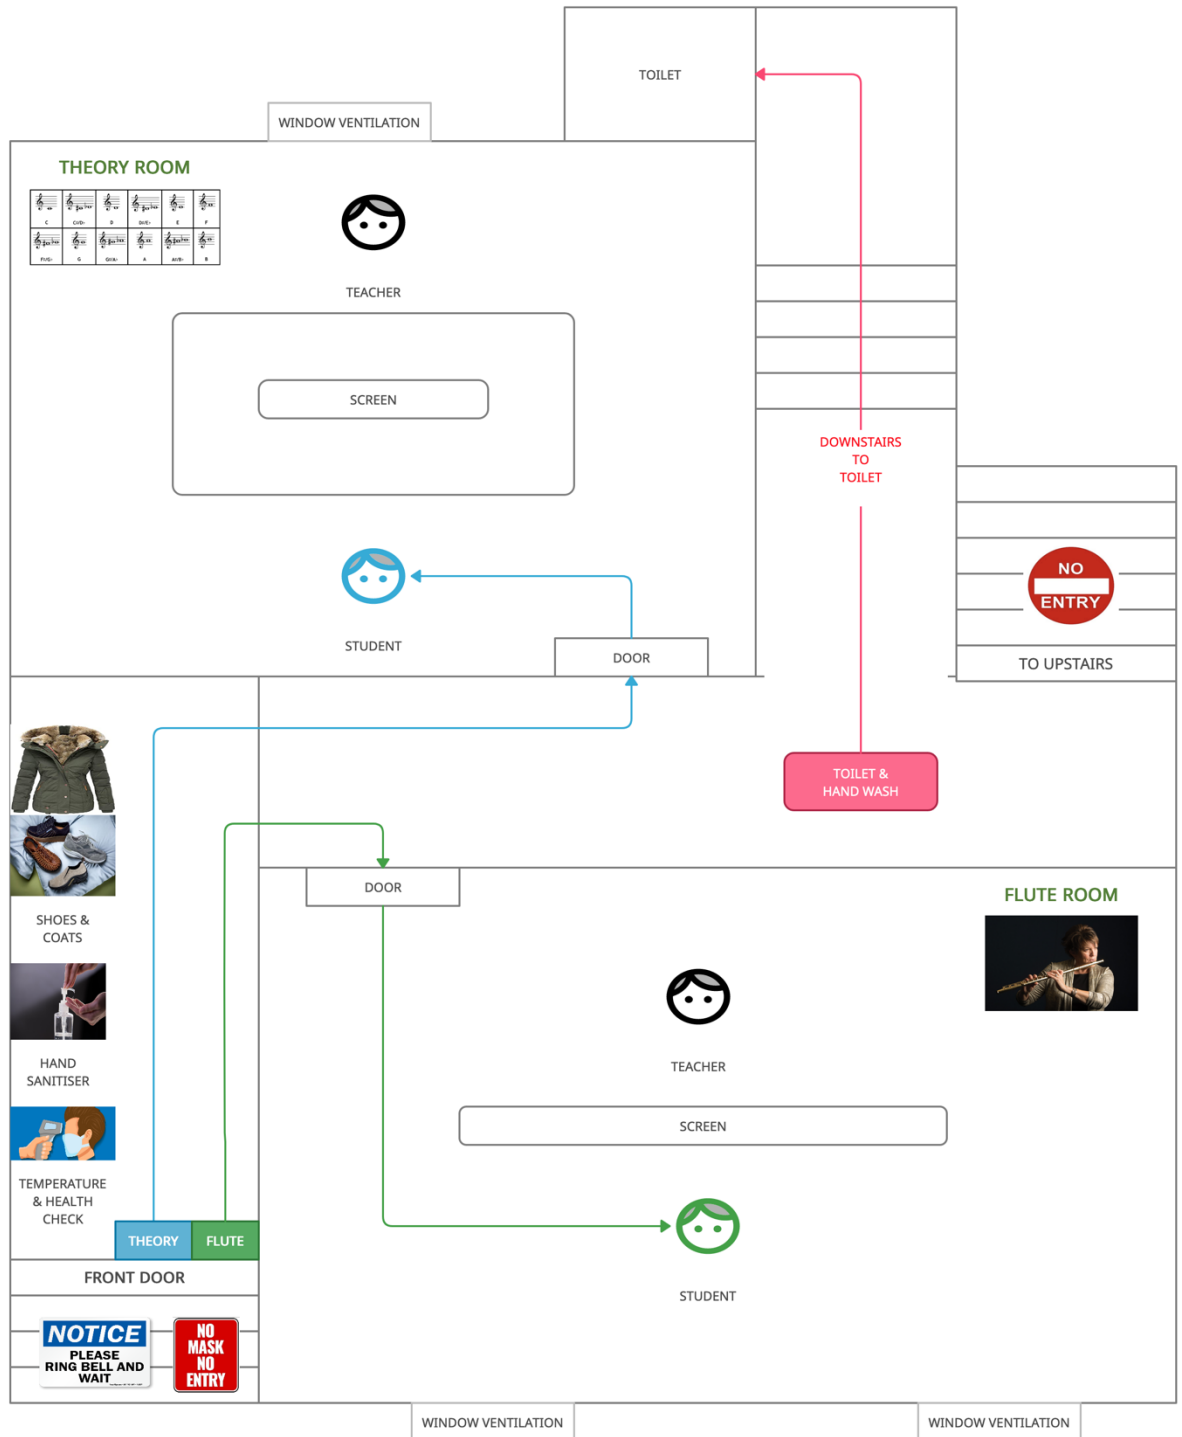 TOILET
WINDOW VENTILATION
THEORY ROOM
C
D
E
F
G
A
B
TEACHER
SCREEN
DOWNSTAIRS
TO
TOILET
NO
ENTRY
STUDENT
DOOR
TO UPSTAIRS
TOILET &
HAND WASH
DOOR
FLUTE ROOM
SHOES &
COATS
HAND
SANITISER
TEACHER
SCREEN
TEMPERATURE
& HEALTH
CHECK
THEORY
FLUTE
STUDENT
FRONT DOOR
NOTICE
PLEASE
RING BELL AND
WAIT
NO
MASK
NO
ENTRY
WINDOW VENTILATION
WINDOW VENTILATION